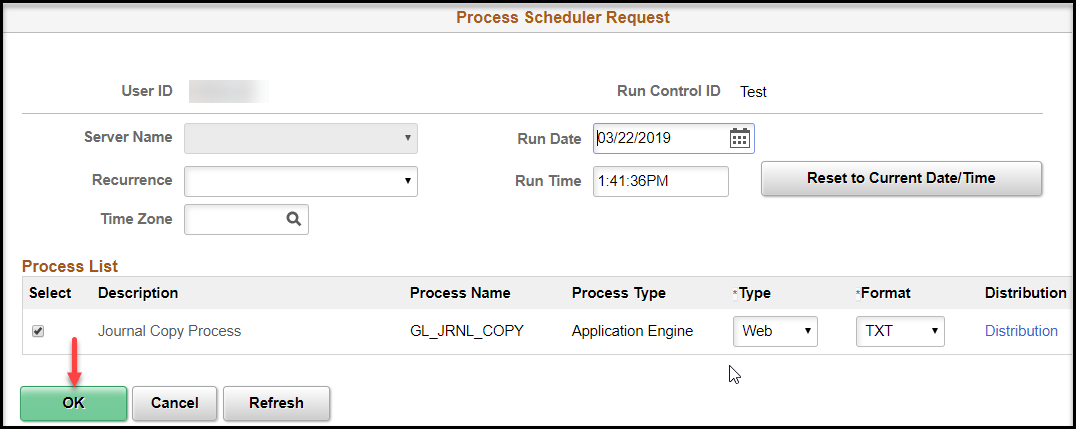 Process Scheduler Request
User ID
Run Control ID Test
Server Name
Run Date 03/22/2019
Recurrence
Run Time 1:41:36PM
Reset to Current Date/Time
Time Zone
Process List
Select Description Process Name Process Type *Type *Format Distribution
Journal Copy Process GL_JRNL_COPY Application Engine Web TXT Distribution
OK Cancel Refresh